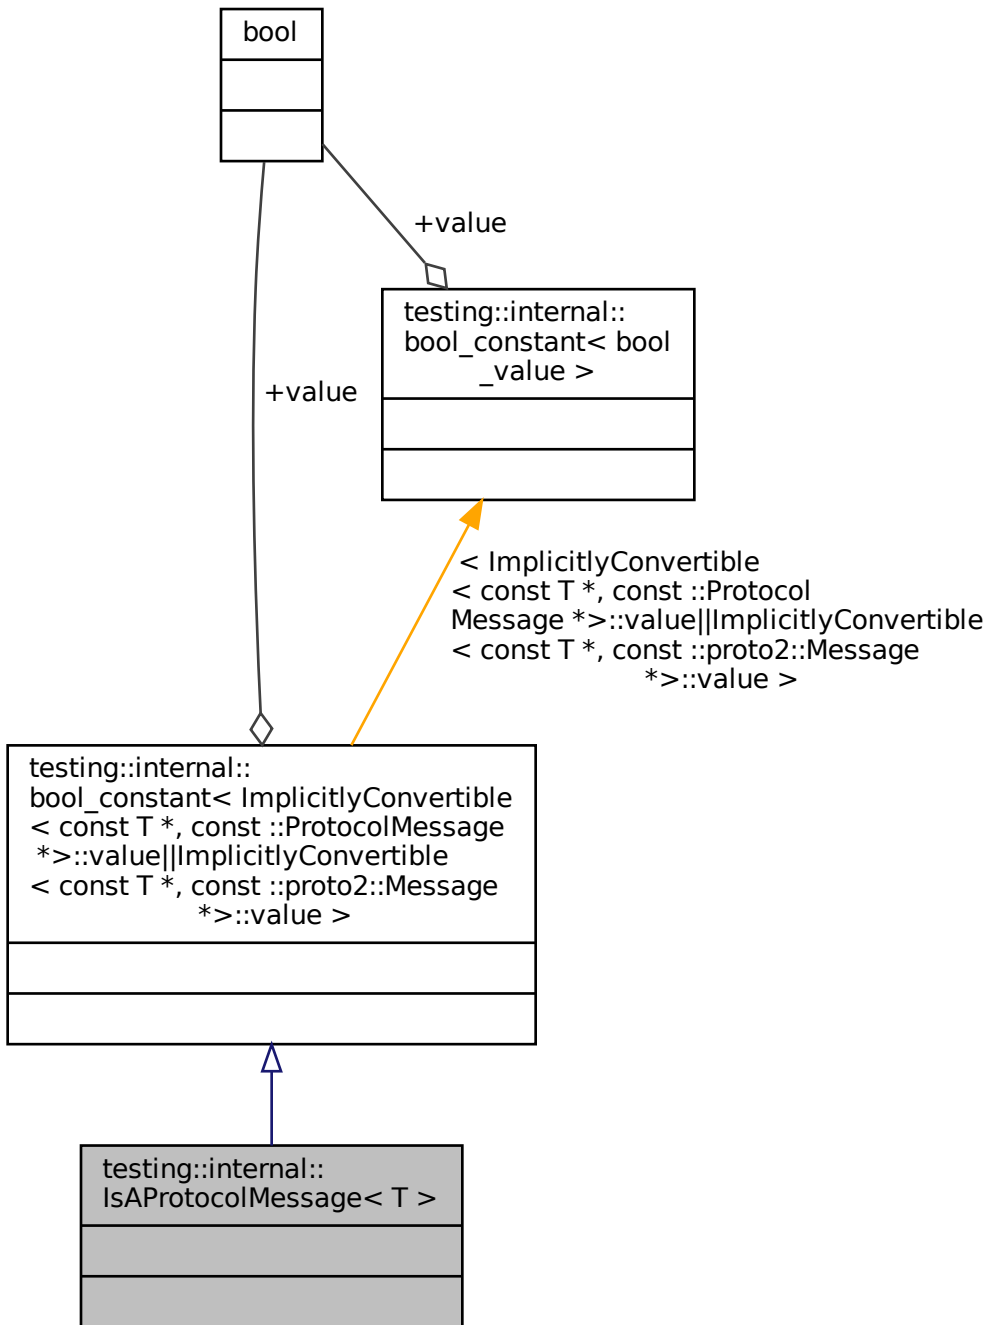 bool
+value
testing::internal::
bool_constant< bool
_value >
+value
< ImplicitlyConvertible
< const T *, const ::Protocol
Message *>::value||ImplicitlyConvertible
< const T *, const ::proto2::Message
*>::value >
testing::internal::
bool_constant< ImplicitlyConvertible
< const T *, const ::ProtocolMessage
*>::value||ImplicitlyConvertible
< const T *, const ::proto2::Message
*>::value >
testing::internal::
IsAProtocolMessage< T >